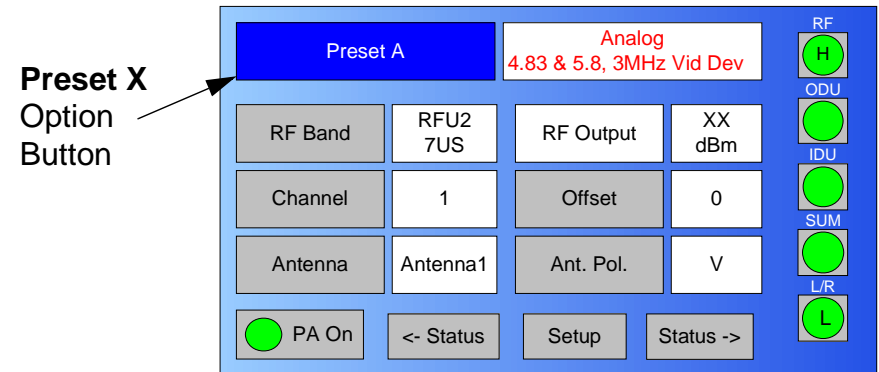 Preset X
Option
Button
Preset A
Analog
4.83 & 5.8, 3MHz Vid Dev
RF Band
RFU2
7US
RF Output
XX
dBm
Channel
1
Offset
0
Antenna
Antenna1
Ant. Pol.
V
PA On
<- Status
Setup
Status ->
RF
H
ODU
IDU
SUM
L/R
L